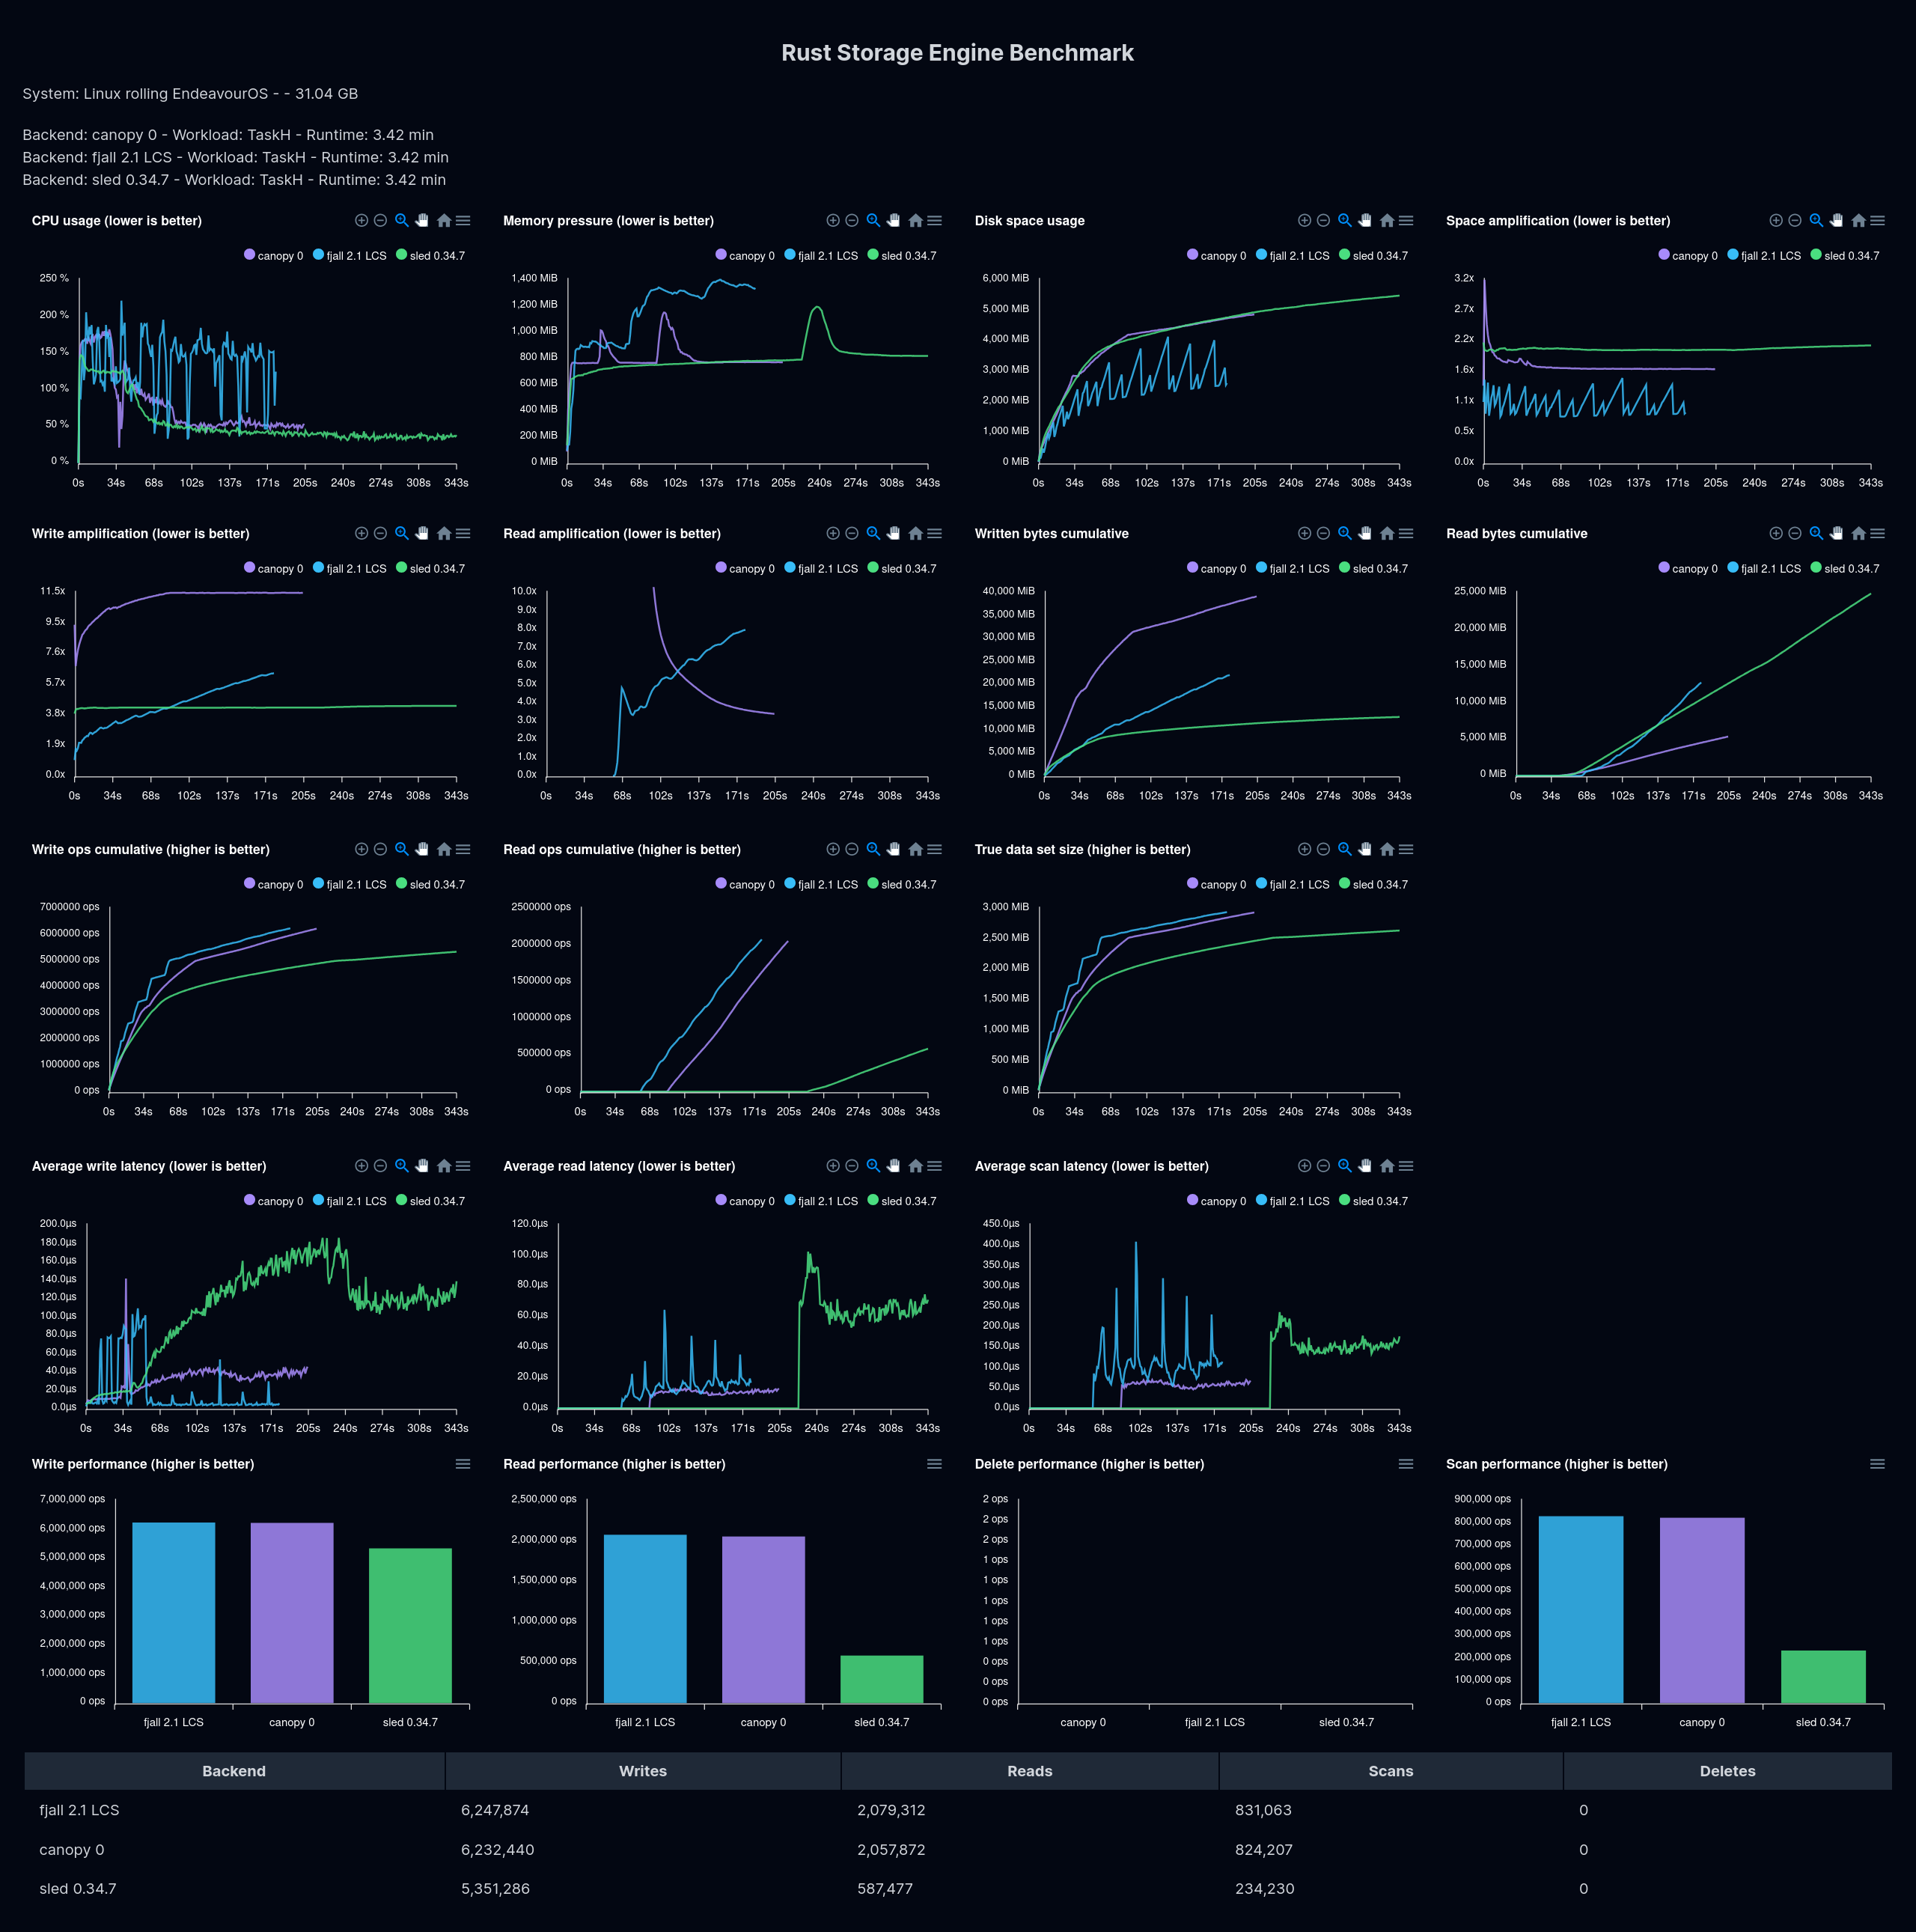 Rust Storage Engine Benchmark
System: Linux rolling EndeavourOS - - 31.04 GB
Backend: canopy 0 - Workload: TaskH - Runtime: 3.42 min
Backend: fjall 2.1 LCS - Workload: TaskH - Runtime: 3.42 min
Backend: sled 0.34.7 - Workload: TaskH - Runtime: 3.42 min
CPU usage (lower is better)
canopy 0 fjall 2.1 LCS sled 0.34.7
250 %
200 %
150 %
100 %
50 %
0 %
0s 34s 68s 102s 137s 171s 205s 240s 274s 308s 343s
Memory pressure (lower is better)
canopy 0 fjall 2.1 LCS sled 0.34.7
1,400 MiB
1,200 MiB
1,000 MiB
800 MiB
600 MiB
400 MiB
200 MiB
0 MiB
0s 34s 68s 102s 137s 171s 205s 240s 274s 308s 343s
Disk space usage
canopy 0 fjall 2.1 LCS sled 0.34.7
6,000 MiB
5,000 MiB
4,000 MiB
3,000 MiB
2,000 MiB
1,000 MiB
0 MiB
0s 34s 68s 102s 137s 171s 205s 240s 274s 308s 343s
Space amplification (lower is better)
canopy 0 fjall 2.1 LCS sled 0.34.7
3.2x
2.7x
2.2x
1.6x
1.1x
0.5x
0.0x
0s 34s 68s 102s 137s 171s 205s 240s 274s 308s 343s
Write amplification (lower is better)
canopy 0 fjall 2.1 LCS sled 0.34.7
11.5x
9.5x
7.6x
5.7x
3.8x
1.9x
0.0x
0s 34s 68s 102s 137s 171s 205s 240s 274s 308s 343s
Read amplification (lower is better)
canopy 0 fjall 2.1 LCS sled 0.34.7
10.0x
9.0x
8.0x
7.0x
6.0x
5.0x
4.0x
3.0x
2.0x
1.0x
0.0x
0s 34s 68s 102s 137s 171s 205s 240s 274s 308s 343s
Written bytes cumulative
canopy 0 fjall 2.1 LCS sled 0.34.7
40,000 MiB
35,000 MiB
30,000 MiB
25,000 MiB
20,000 MiB
15,000 MiB
10,000 MiB
5,000 MiB
0 MiB
0s 34s 68s 102s 137s 171s 205s 240s 274s 308s 343s
Read bytes cumulative
canopy 0 fjall 2.1 LCS sled 0.34.7
25,000 MiB
20,000 MiB
15,000 MiB
10,000 MiB
5,000 MiB
0 MiB
0s 34s 68s 102s 137s 171s 205s 240s 274s 308s 343s
Write ops cumulative (higher is better)
canopy 0 fjall 2.1 LCS sled 0.34.7
7000000 ops
6000000 ops
5000000 ops
4000000 ops
3000000 ops
2000000 ops
1000000 ops
0 ops
0s 34s 68s 102s 137s 171s 205s 240s 274s 308s 343s
Read ops cumulative (higher is better)
canopy 0 fjall 2.1 LCS sled 0.34.7
2500000 ops
2000000 ops
1500000 ops
1000000 ops
500000 ops
0 ops
0s 34s 68s 102s 137s 171s 205s 240s 274s 308s 343s
True data set size (higher is better)
canopy 0 fjall 2.1 LCS sled 0.34.7
3,000 MiB
2,500 MiB
2,000 MiB
1,500 MiB
1,000 MiB
500 MiB
0 MiB
0s 34s 68s 102s 137s 171s 205s 240s 274s 308s 343s
Average write latency (lower is better)
canopy 0 fjall 2.1 LCS sled 0.34.7
200.0µs
180.0µs
160.0µs
140.0µs
120.0µs
100.0µs
80.0µs
60.0µs
40.0µs
20.0µs
0.0µs
0s 34s 68s 102s 137s 171s 205s 240s 274s 308s 343s
Average read latency (lower is better)
canopy 0 fjall 2.1 LCS sled 0.34.7
120.0µs
100.0µs
80.0µs
60.0µs
40.0µs
20.0µs
0.0µs
0s 34s 68s 102s 137s 171s 205s 240s 274s 308s 343s
Average scan latency (lower is better)
canopy 0 fjall 2.1 LCS sled 0.34.7
450.0µs
400.0µs
350.0µs
300.0µs
250.0µs
200.0µs
150.0µs
100.0µs
50.0µs
0.0µs
0s 34s 68s 102s 137s 171s 205s 240s 274s 308s 343s
Write performance (higher is better)
7,000,000 ops
6,000,000 ops
5,000,000 ops
4,000,000 ops
3,000,000 ops
2,000,000 ops
1,000,000 ops
0 ops
fjall 2.1 LCS canopy 0 sled 0.34.7
Read performance (higher is better)
2,500,000 ops
2,000,000 ops
1,500,000 ops
1,000,000 ops
500,000 ops
0 ops
fjall 2.1 LCS canopy 0 sled 0.34.7
Delete performance (higher is better)
2 ops
2 ops
2 ops
1 ops
1 ops
1 ops
1 ops
1 ops
0 ops
0 ops
0 ops
canopy 0 fjall 2.1 LCS sled 0.34.7
Scan performance (higher is better)
900,000 ops
800,000 ops
700,000 ops
600,000 ops
500,000 ops
400,000 ops
300,000 ops
200,000 ops
100,000 ops
0 ops
fjall 2.1 LCS canopy 0 sled 0.34.7
Backend Writes Reads Scans Deletes
fjall 2.1 LCS 6,247,874 2,079,312 831,063 0
canopy 0 6,232,440 2,057,872 824,207 0
sled 0.34.7 5,351,286 587,477 234,230 0